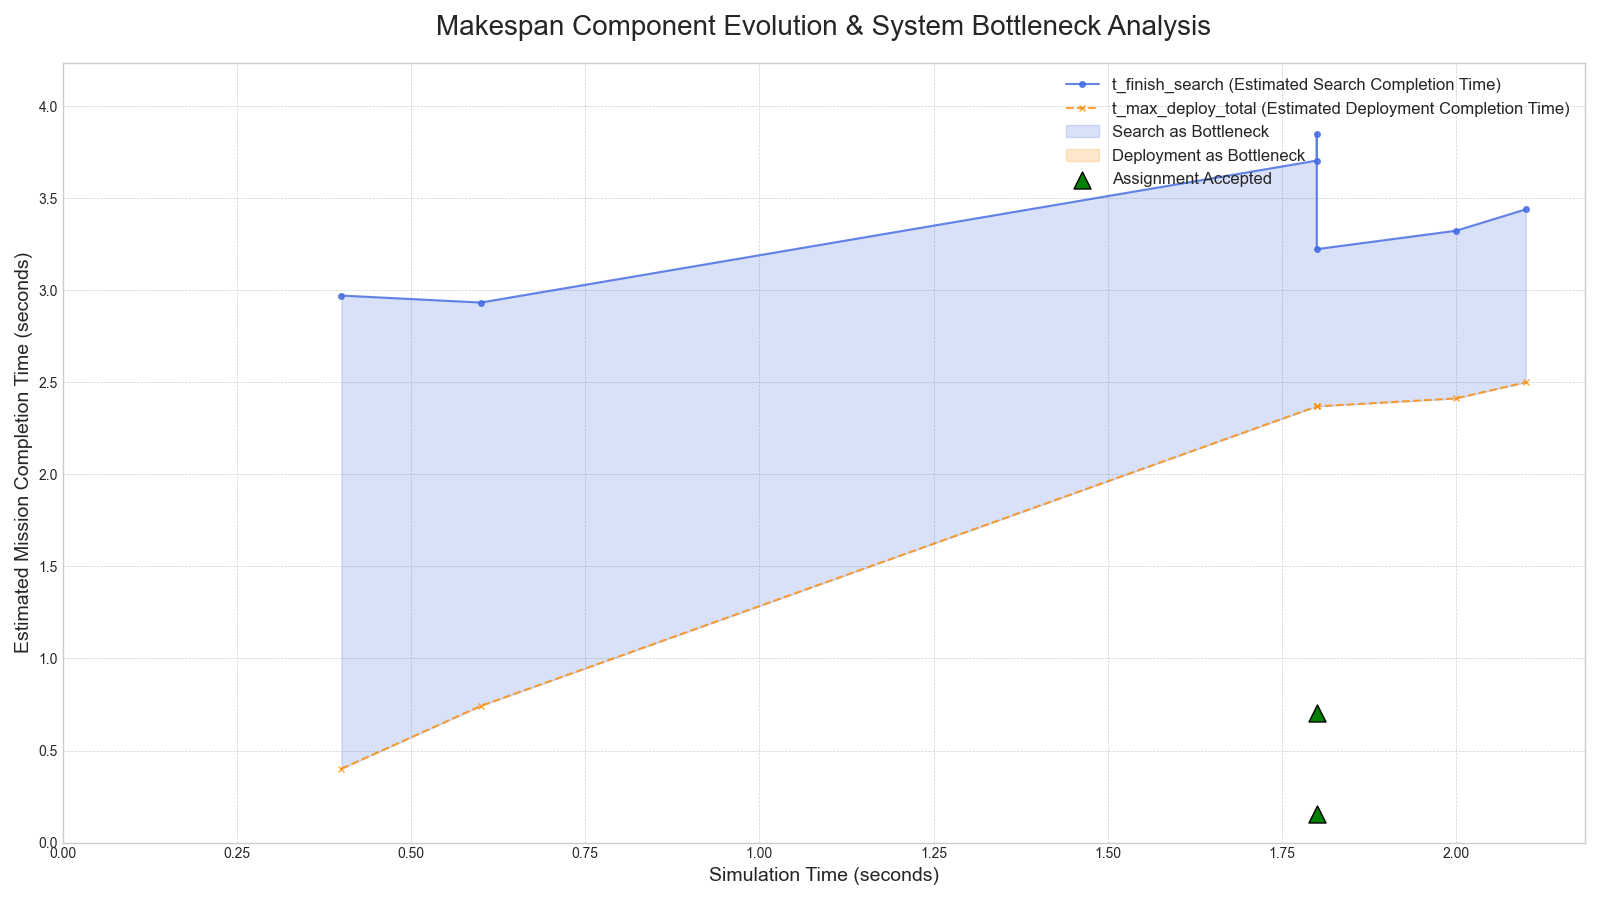 Makespan Component Evolution & System Bottleneck Analysis
t_finish_search (Estimated Search Completion Time)
t_max_deploy_total (Estimated Deployment Completion Time)
Search as Bottleneck
Deployment as Bottleneck
Assignment Accepted
Estimated Mission Completion Time (seconds)
4.0
3.5
3.0
2.5
2.0
1.5
1.0
0.5
0.0
0.00 0.25 0.50 0.75 1.00 1.25 1.50 1.75 2.00
Simulation Time (seconds)